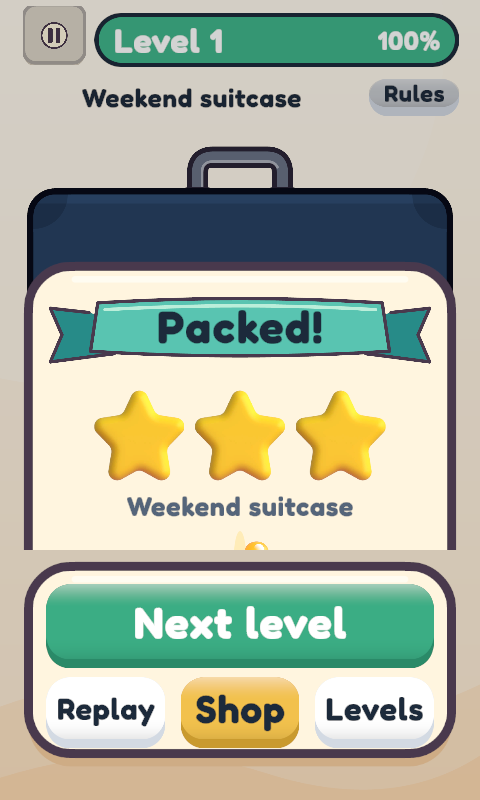 Level 1 100%
Weekend suitcase
Rules
Packed!
Weekend suitcase
Next level
Replay
Shop
Levels